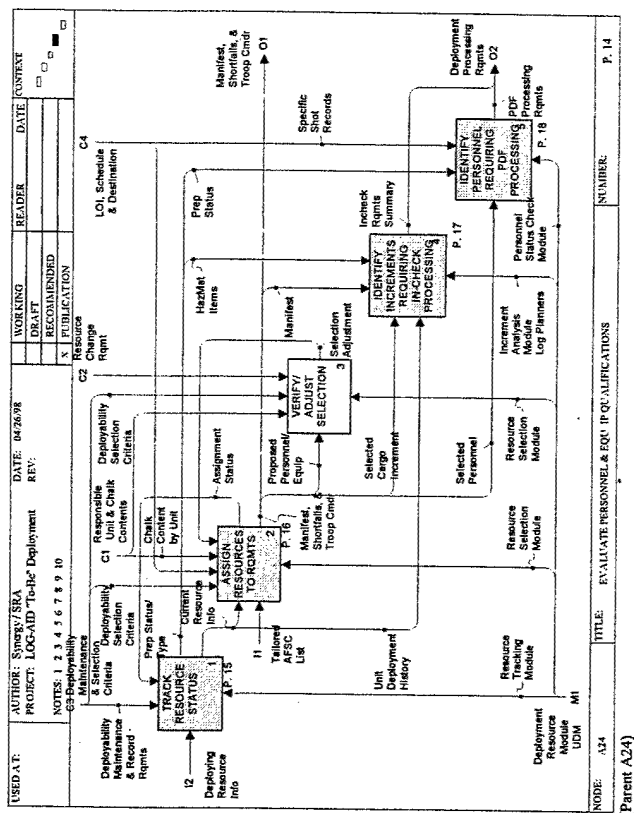 USED AT:
AUTHOR: Synergy/ SRA
PROJECT: LOG-AID "To-Be" Deployment
NOTES: 1 2 3 4 5 6 7 8 9 10
DATE: 04/26/98
REV:
WORKING
DRAFT
RECOMMENDED
X PUBLICATION
READER DATE
CONTEXT
C3 Deployability
Maintenance
& Selection
Criteria
Deployability
Maintenance
& Record
Rqmts
C1
Responsible
Unit & Chalk
Contents
Deployability
Selection
Criteria
C2
Resource
Change
Rqmt
Deployability
Selection
Criteria
C4
LOI, Schedule
& Destination
I2
Deploying
Resource
Info
TRACK
RESOURCE
STATUS
1
P. 15
Prep Status/
Type
Current
Resource
Info
Chalk
Content
by Unit
Assignment
Status
I1
Tailored
AFSC
List
ASSIGN
RESOURCES
TO RQMTS
2
P. 16
Manifest,
Shortfalls, &
Troop Cmdr
Proposed
Personnel/
Equip
VERIFY/
ADJUST
SELECTION
3
Selection
Adjustment
Manifest
HazMat
Items
Prep
Status
Specific
Shot
Records
Manifest,
Shortfalls, &
Troop Cmdr
O1
Unit
Deployment
History
Selected
Cargo
Increment
Selected
Personnel
IDENTIFY
INCREMENTS
REQUIRING
IN-CHECK
PROCESSING
4
P. 17
Incheck
Rqmts
Summary
IDENTIFY
PERSONNEL
REQUIRING
PDF
PROCESSING
5
P. 18
PDF
Processing
Rqmts
Deployment
Processing
Rqmts
O2
Resource
Tracking
Module
Resource
Selection
Module
Resource
Selection
Module
Increment
Analysis
Module
Log Planners
Personnel
Status Check
Module
Deployment
Resource
Module
UDM
M1
NODE: A24
TITLE: EVALUATE PERSONNEL & EQUIP QUALIFICATIONS
NUMBER:
P. 14
Parent A24)